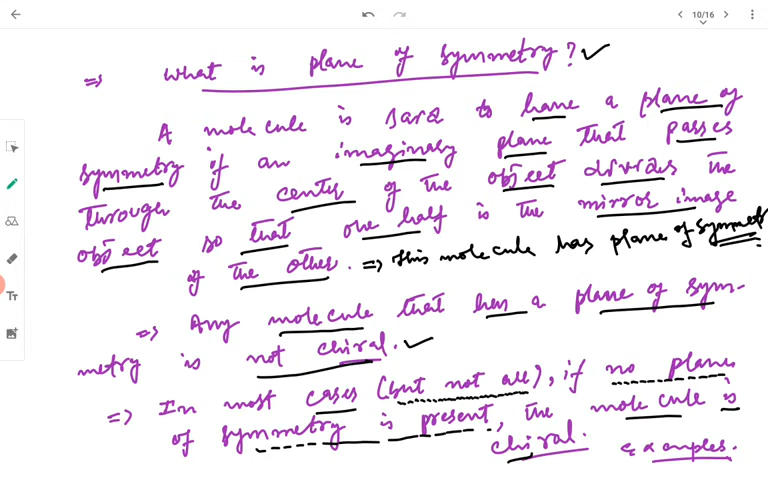 10/16
⇒ What is plane of symmetry? ✓
A molecule is said to have a plane of
symmetry if an imaginary plane that passes
through the center of the object divides the
object so that one half is the mirror image
of the other. ⇒ This molecule has plane of symmetry
⇒ Any molecule that has a plane of sym-
metry is not chiral. ✓
⇒ In most cases (but not all), if no plane
of symmetry is present, the molecule is
chiral. examples.
Tт